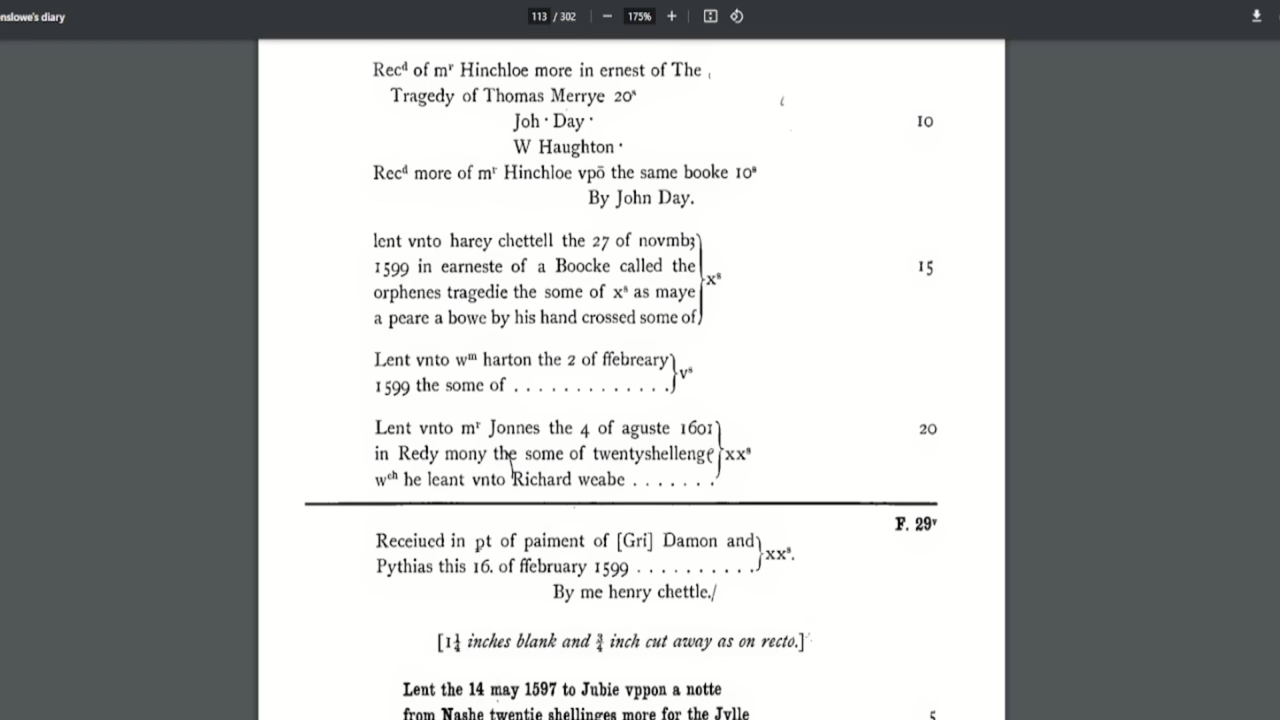 nslowe's diary
113 / 302
175%
Recᵈ of mʳ Hinchloe more in ernest of The
Tragedy of Thomas Merrye 20ˢ
Joh · Day ·
10
W Haughton ·
Recᵈ more of mʳ Hinchloe vpō the same booke 10ˢ
By John Day.
lent vnto harey chettell the 27 of novmbȝ
1599 in earneste of a Boocke called the
15
orphenes tragedie the some of xˢ as maye
xˢ
a peare a bowe by his hand crossed some of
Lent vnto wᵐ harton the 2 of ffebreary
1599 the some of . . . . . . . . . . . . .
vˢ
Lent vnto mʳ Jonnes the 4 of aguste 1601
20
in Redy mony the some of twentyshellenge
xxˢ
wᶜʰ he leant vnto Richard weabe . . . . . . .
F. 29ᵛ
Receiued in pt of paiment of [Gri] Damon and
Pythias this 16. of ffebruary 1599 . . . . . . . . . .
xxˢ.
By me henry chettle./
[1¼ inches blank and ¾ inch cut away as on recto.]
Lent the 14 may 1597 to Jubie vppon a notte
from Nashe twentie shellinges more for the Jylle
5